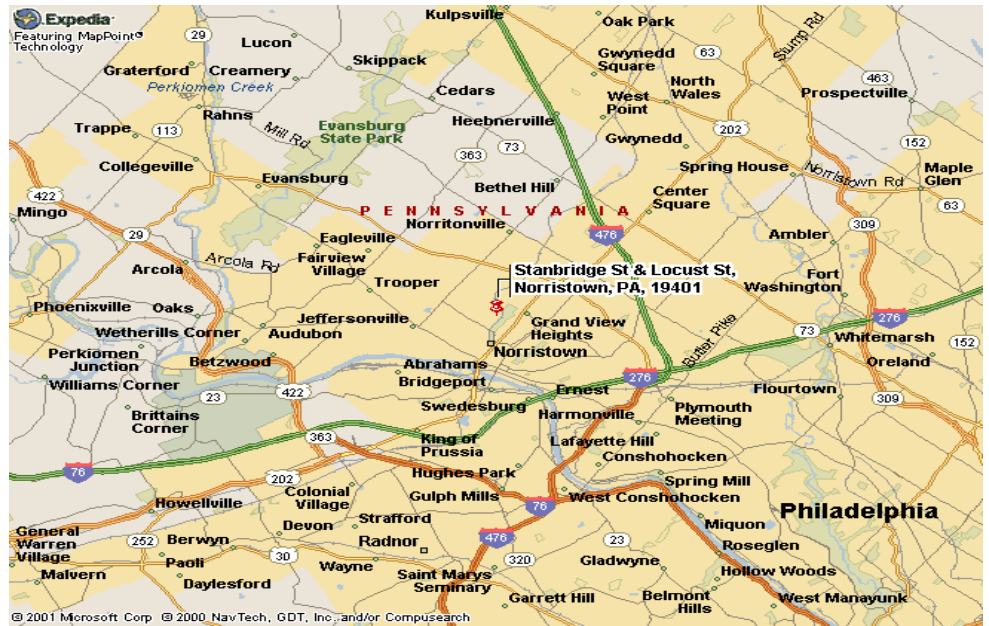 Expedia®
Featuring MapPoint®
Technology
Kulpsville
Oak Park
Stump Rd
29
Lucon
Skippack
Gwynedd
Square
63
Graterford
Creamery
Perkiomen Creek
Cedars
North
Wales
463
Prospectville
West
Point
Rahns
Mill Rd
Evansburg
State Park
Heebnerville
Trappe
113
202
Gwynedd
152
363
73
Collegeville
Spring House
Norristown Rd
Maple
Glen
Evansburg
Bethel Hill
422
Center
Square
63
Mingo
PENNSYLVANIA
Norritonville
309
29
Eagleville
476
Ambler
Arcola
Arcola Rd
Fairview
Village
Stanbridge St & Locust St,
Norristown, PA, 19401
Fort
Washington
Trooper
Phoenixville
Oaks
Jeffersonville
Grand View
Heights
Butler Pike
276
73
Wetherills Corner
Audubon
Whitemarsh
Perkiomen
Junction
Betzwood
Norristown
152
Oreland
Abrahams
Williams Corner
Bridgeport
Ernest
276
Flourtown
23
422
Swedesburg
Harmonville
Plymouth
Meeting
309
Brittains
Corner
363
King of
Prussia
Lafayette Hill
Conshohocken
76
Hughes Park
202
Spring Mill
Colonial
Village
Gulph Mills
76
West Conshohocken
Howellville
Philadelphia
Strafford
Miquon
General
Warren
Village
Devon
476
252
Berwyn
Radnor
23
Roseglen
30
Paoli
Wayne
320
Gladwyne
Malvern
Saint Marys
Seminary
Hollow Woods
Daylesford
Garrett Hill
Belmont
Hills
West Manayunk
© 2001 Microsoft Corp © 2000 NavTech, GDT, Inc. and/or Compusearch